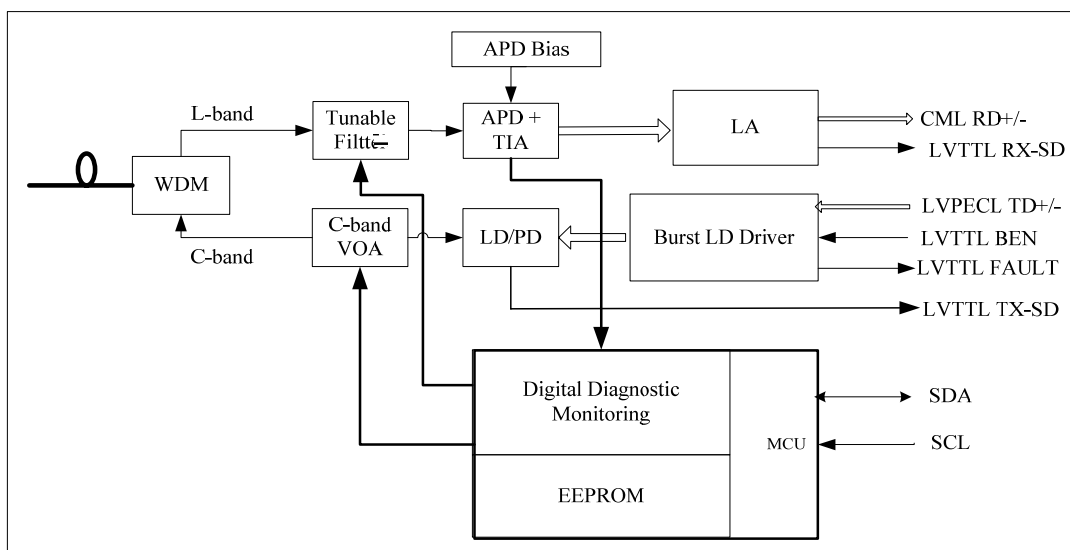 APD Bias
L-band
Tunable
Filtter
APD +
TIA
LA
CML RD+/-
LVTTL RX-SD
WDM
C-band
C-band
VOA
LD/PD
Burst LD Driver
LVPECL TD+/-
LVTTL BEN
LVTTL FAULT
LVTTL TX-SD
Digital Diagnostic
Monitoring
MCU
SDA
SCL
EEPROM